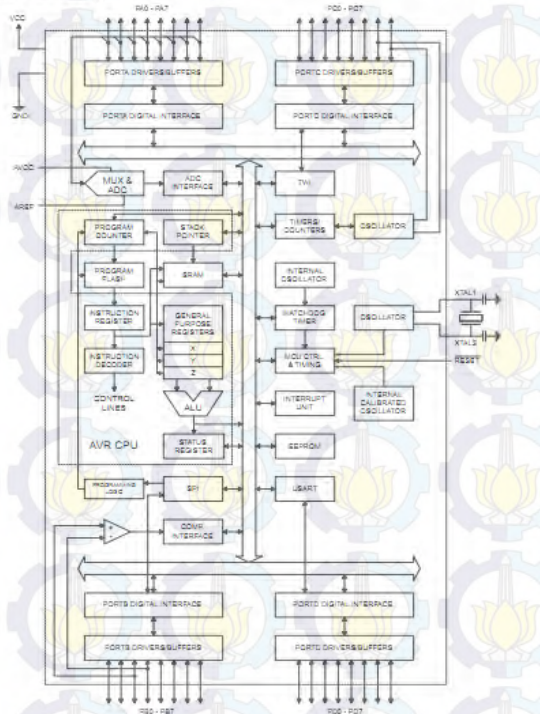 PA0 - PA7
PC0 - PC7
VCC
PORTA DRIVERS/BUFFERS
PORTC DRIVERS/BUFFERS
GND
PORTA DIGITAL INTERFACE
PORTC DIGITAL INTERFACE
AVCC
MUX &
ADC
ADC
INTERFACE
TWI
AREF
PROGRAM
COUNTER
STACK
POINTER
TIMERS/
COUNTERS
OSCILLATOR
PROGRAM
FLASH
SRAM
INTERNAL
OSCILLATOR
XTAL1
INSTRUCTION
REGISTER
GENERAL
PURPOSE
REGISTERS
WATCHDOG
TIMER
OSCILLATOR
X
XTAL2
INSTRUCTION
DECODER
Y
MCU CTRL
& TIMING
RESET
Z
CONTROL
LINES
ALU
INTERRUPT
UNIT
INTERNAL
CALIBRATED
OSCILLATOR
AVR CPU
STATUS
REGISTER
EEPROM
PROGRAMMING
LOGIC
SPI
USART
+
-
COMP.
INTERFACE
PORTB DIGITAL INTERFACE
PORTD DIGITAL INTERFACE
PORTB DRIVERS/BUFFERS
PORTD DRIVERS/BUFFERS
PB0 - PB7
PD0 - PD7